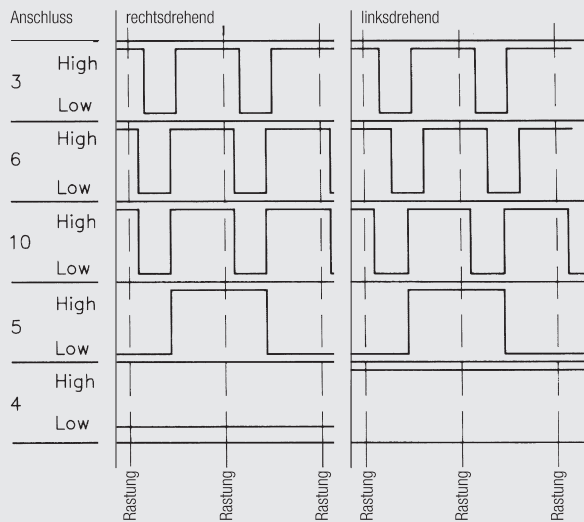 Anschluss rechtsdrehend linksdrehend
High
3
Low
High
6
Low
High
10
Low
High
5
Low
High
4
Low
Rastung Rastung Rastung Rastung Rastung Rastung